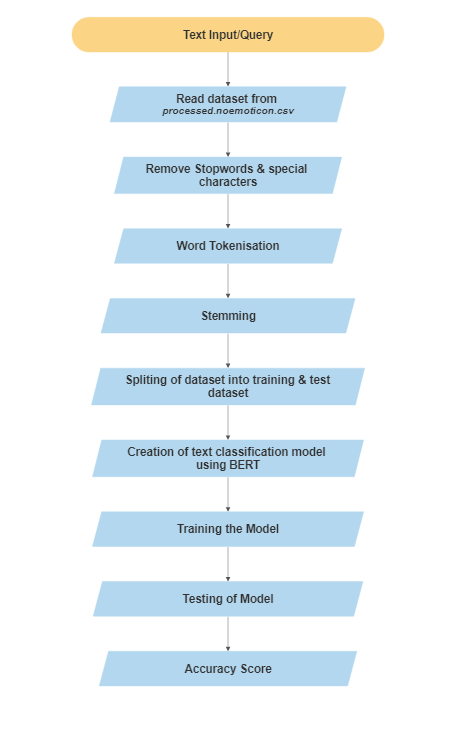 Text Input/Query
Read dataset from
processed.noemoticon.csv
Remove Stopwords & special
characters
Word Tokenisation
Stemming
Spliting of dataset into training & test
dataset
Creation of text classification model
using BERT
Training the Model
Testing of Model
Accuracy Score